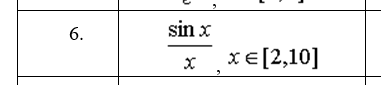 6.
sin x
x , x ∈ [2,10]